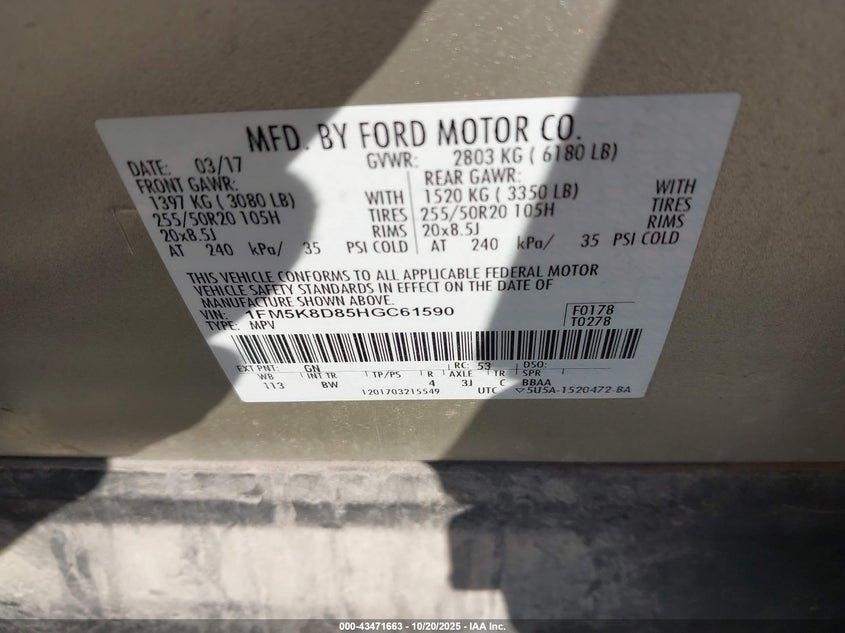 MFD. BY FORD MOTOR CO.
DATE: 03/17 GVWR: 2803 KG ( 6180 LB)
FRONT GAWR: REAR GAWR:
1397 KG ( 3080 LB) WITH 1520 KG ( 3350 LB) WITH
255/50R20 105H TIRES 255/50R20 105H TIRES
20x8.5J RIMS 20x8.5J RIMS
AT 240 kPa/ 35 PSI COLD AT 240 kPa/ 35 PSI COLD
THIS VEHICLE CONFORMS TO ALL APPLICABLE FEDERAL MOTOR
VEHICLE SAFETY STANDARDS IN EFFECT ON THE DATE OF
MANUFACTURE SHOWN ABOVE.
VIN: 1FM5K8D85HGC61590 F0178
TYPE: MPV T0278
EXT PNT: GN RC: 53 DSO:
WB INT TR TP/PS R AXLE TR SPR
113 BW 4 3J C BBAA
1201703215549 UTC ▽5U5A-1520472-BA
000-43471663 - 10/20/2025 - IAA Inc.